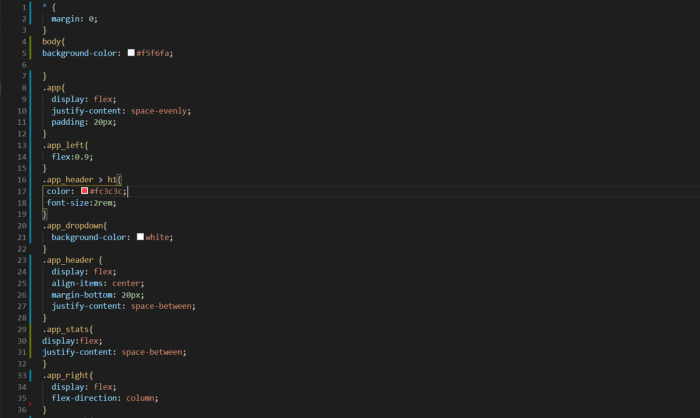 1 * {
2 margin: 0;
3 }
4 body{
5 background-color: #f5f6fa;
6
7 }
8 .app{
9 display: flex;
10 justify-content: space-evenly;
11 padding: 20px;
12 }
13 .app_left{
14 flex:0.9;
15 }
16 .app_header > h1{
17 color: #fc3c3c;
18 font-size:2rem;
19 }
20 .app_dropdown{
21 background-color: white;
22 }
23 .app_header {
24 display: flex;
25 align-items: center;
26 margin-bottom: 20px;
27 justify-content: space-between;
28 }
29 .app_stats{
30 display:flex;
31 justify-content: space-between;
32 }
33 .app_right{
34 display: flex;
35 flex-direction: column;
36 }